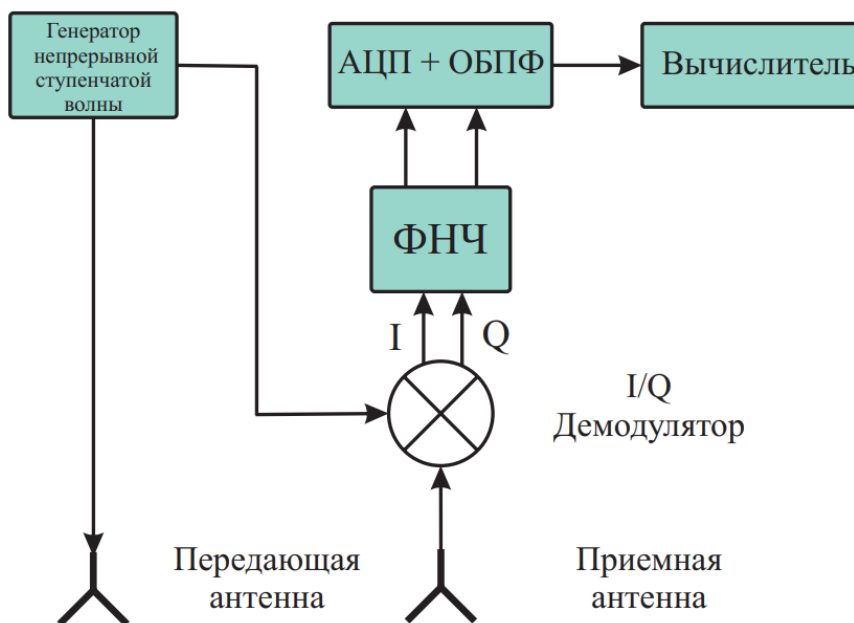 Генератор
непрерывной
ступенчатой
волны
АЦП + ОБПФ
Вычислитель
ФНЧ
I
Q
I/Q
Демодулятор
Передающая
антенна
Приемная
антенна